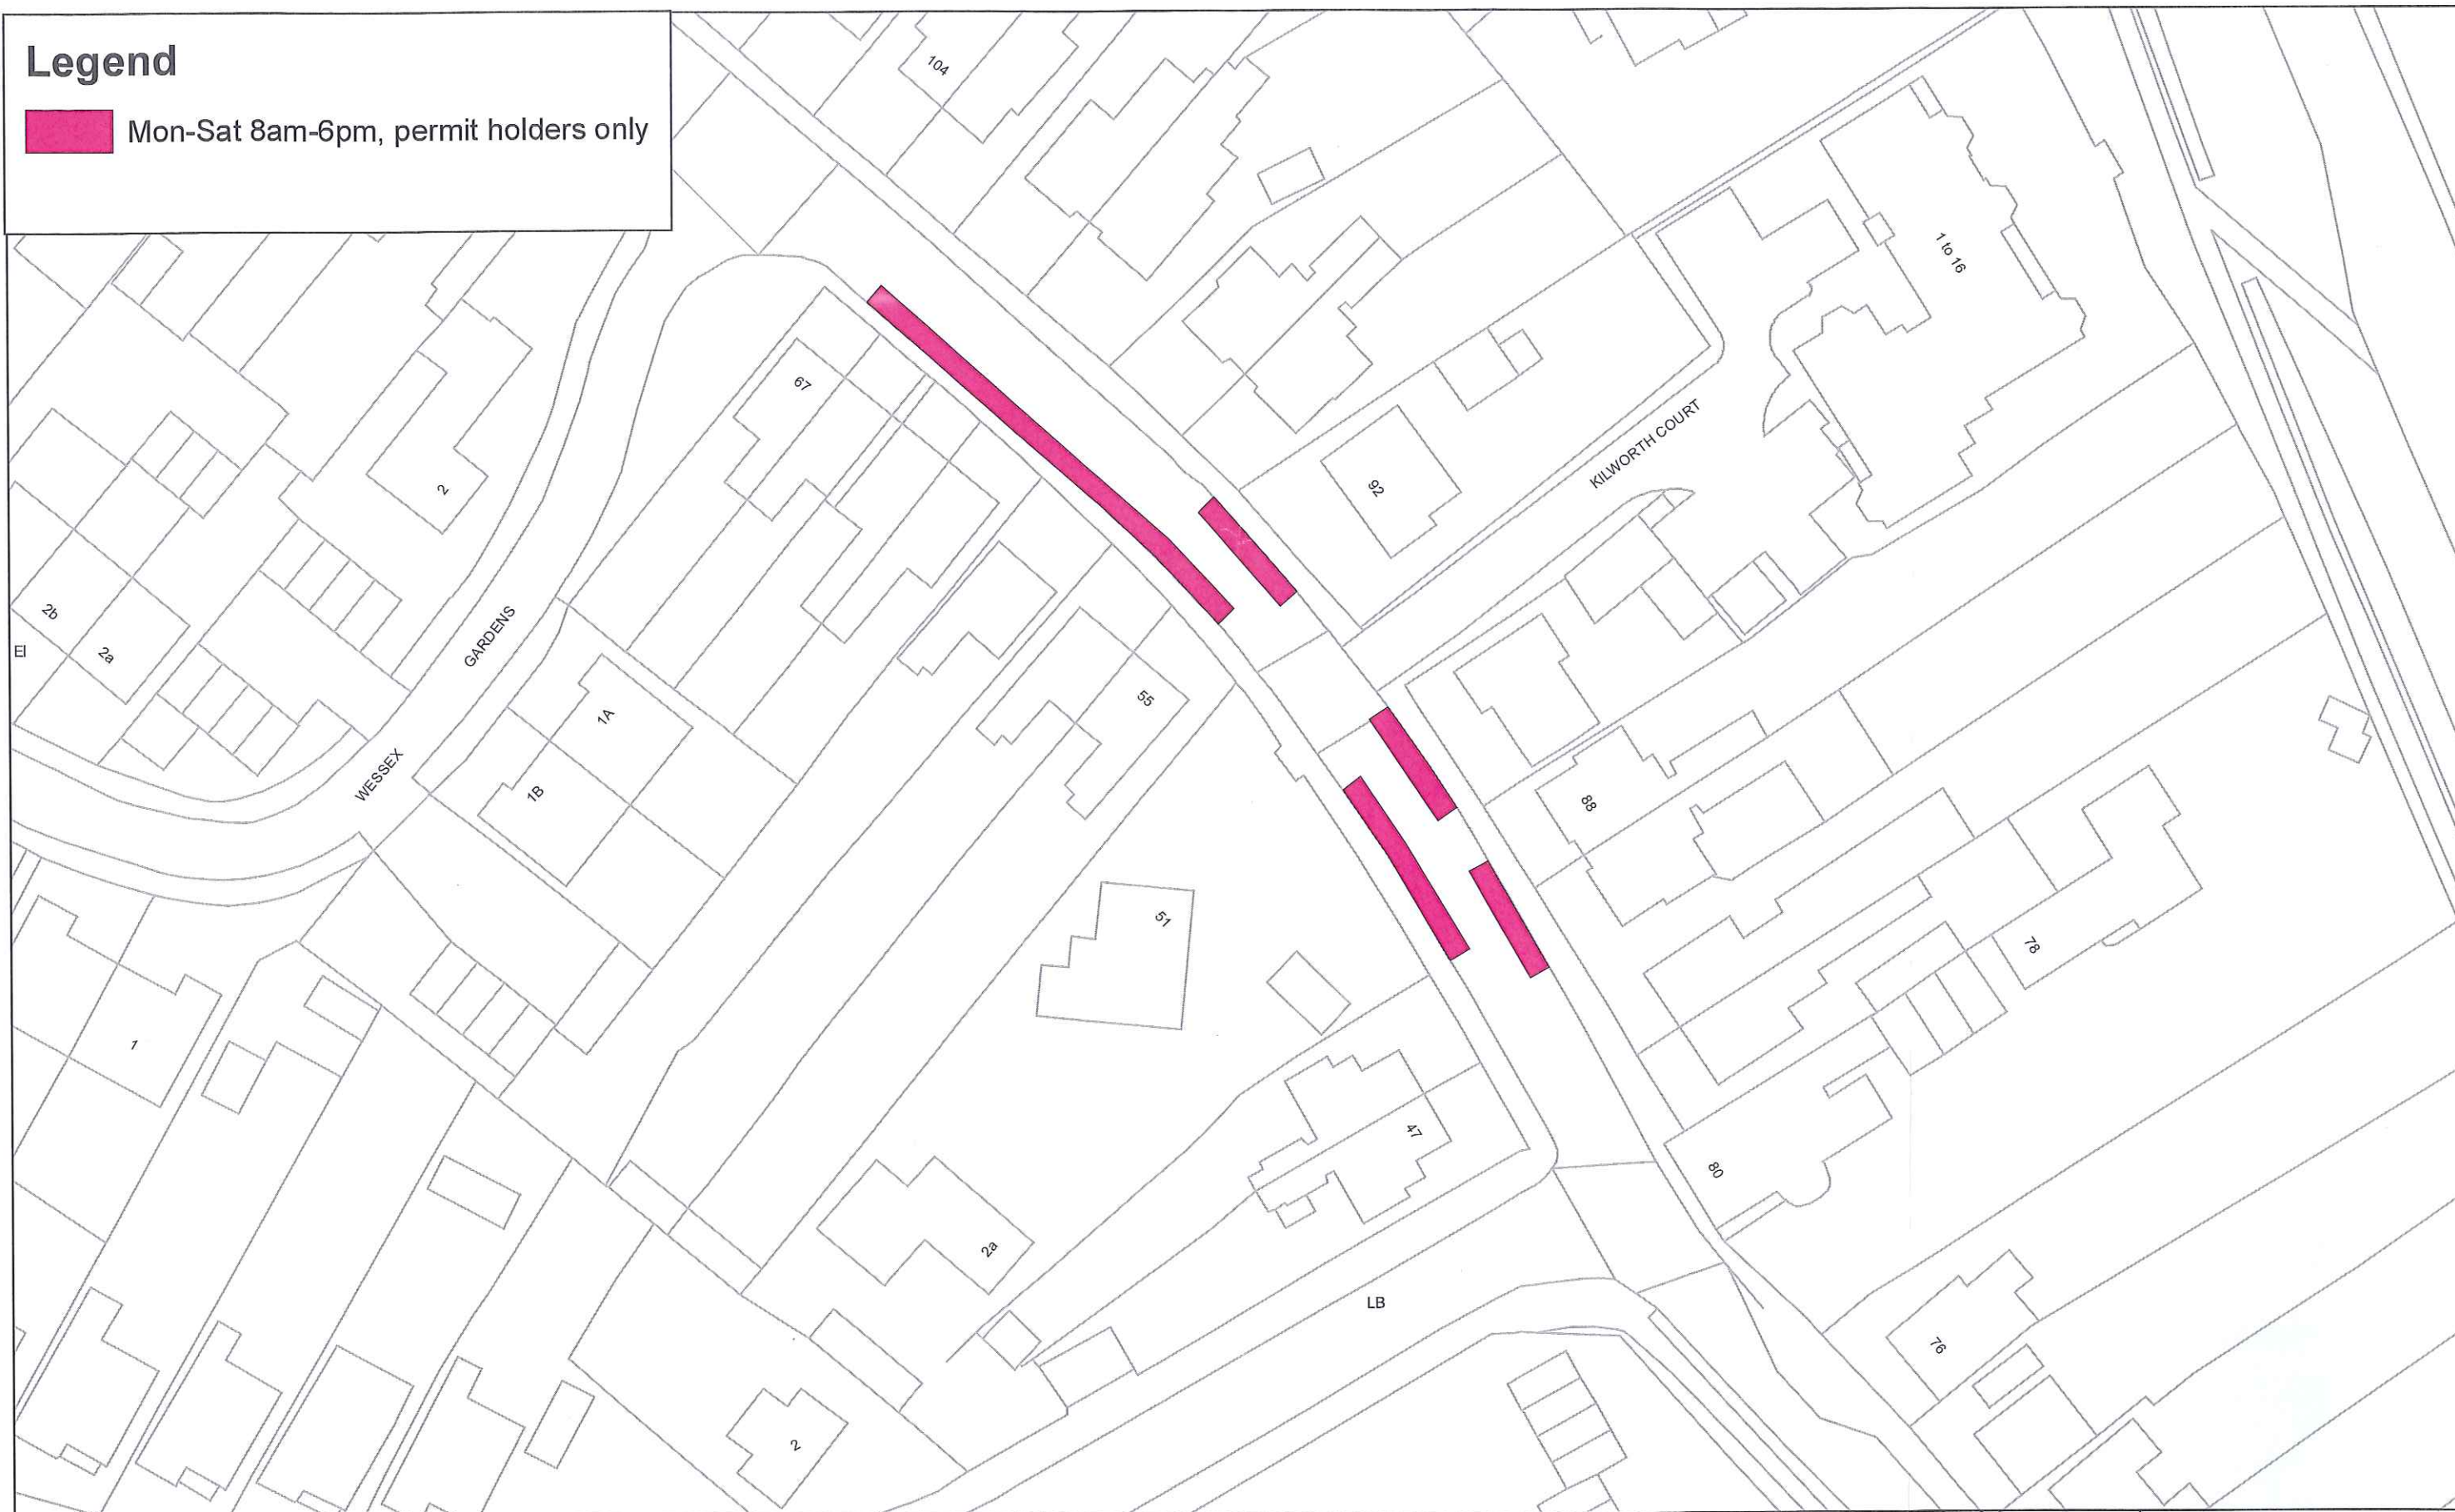 Legend
Mon-Sat 8am-6pm, permit holders only
104
1 to 16
67
92
KILWORTH COURT
2
2b
2a
El
GARDENS
WESSEX
1A
1B
55
88
51
78
1
47
80
2a
LB
76
2